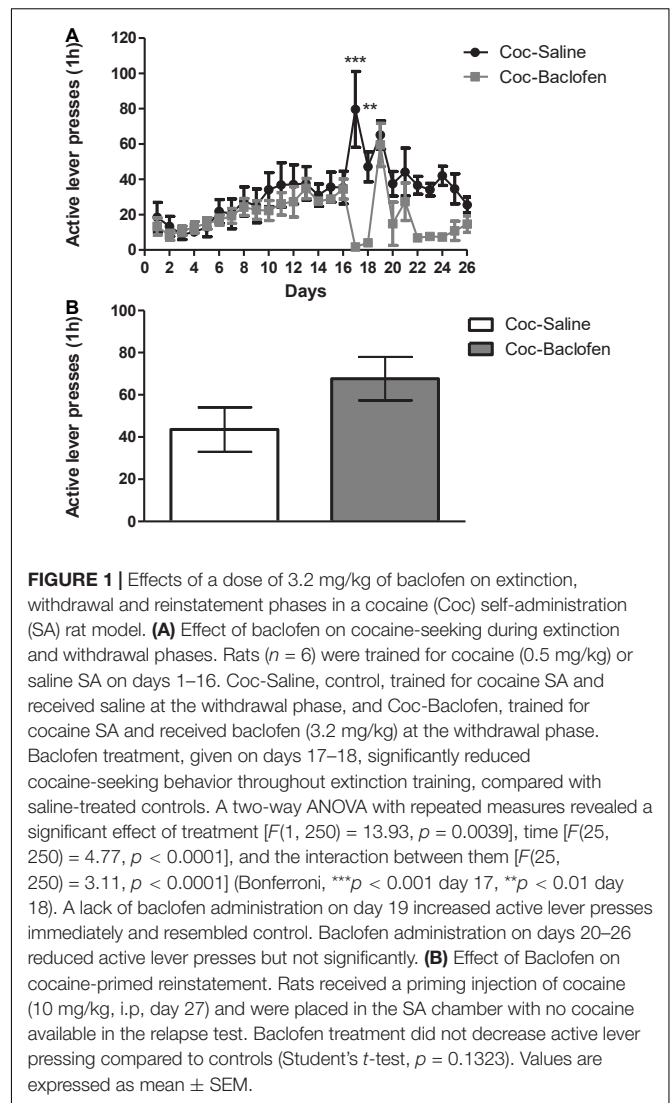 A
Active lever presses (1h)
120
100
80
60
40
20
0
***
**
Coc-Saline
Coc-Baclofen
0 2 4 6 8 10 12 14 16 18 20 22 24 26
Days
B
Active lever presses (1h)
100
80
60
40
20
0
Coc-Saline
Coc-Baclofen
FIGURE 1 | Effects of a dose of 3.2 mg/kg of baclofen on extinction,
withdrawal and reinstatement phases in a cocaine (Coc) self-administration
(SA) rat model. (A) Effect of baclofen on cocaine-seeking during extinction
and withdrawal phases. Rats (n = 6) were trained for cocaine (0.5 mg/kg) or
saline SA on days 1–16. Coc-Saline, control, trained for cocaine SA and
received saline at the withdrawal phase, and Coc-Baclofen, trained for
cocaine SA and received baclofen (3.2 mg/kg) at the withdrawal phase.
Baclofen treatment, given on days 17–18, significantly reduced
cocaine-seeking behavior throughout extinction training, compared with
saline-treated controls. A two-way ANOVA with repeated measures revealed a
significant effect of treatment [F(1, 250) = 13.93, p = 0.0039], time [F(25,
250) = 4.77, p < 0.0001], and the interaction between them [F(25,
250) = 3.11, p < 0.0001] (Bonferroni, ***p < 0.001 day 17, **p < 0.01 day
18). A lack of baclofen administration on day 19 increased active lever presses
immediately and resembled control. Baclofen administration on days 20–26
reduced active lever presses but not significantly. (B) Effect of Baclofen on
cocaine-primed reinstatement. Rats received a priming injection of cocaine
(10 mg/kg, i.p, day 27) and were placed in the SA chamber with no cocaine
available in the relapse test. Baclofen treatment did not decrease active lever
pressing compared to controls (Student's t-test, p = 0.1323). Values are
expressed as mean ± SEM.